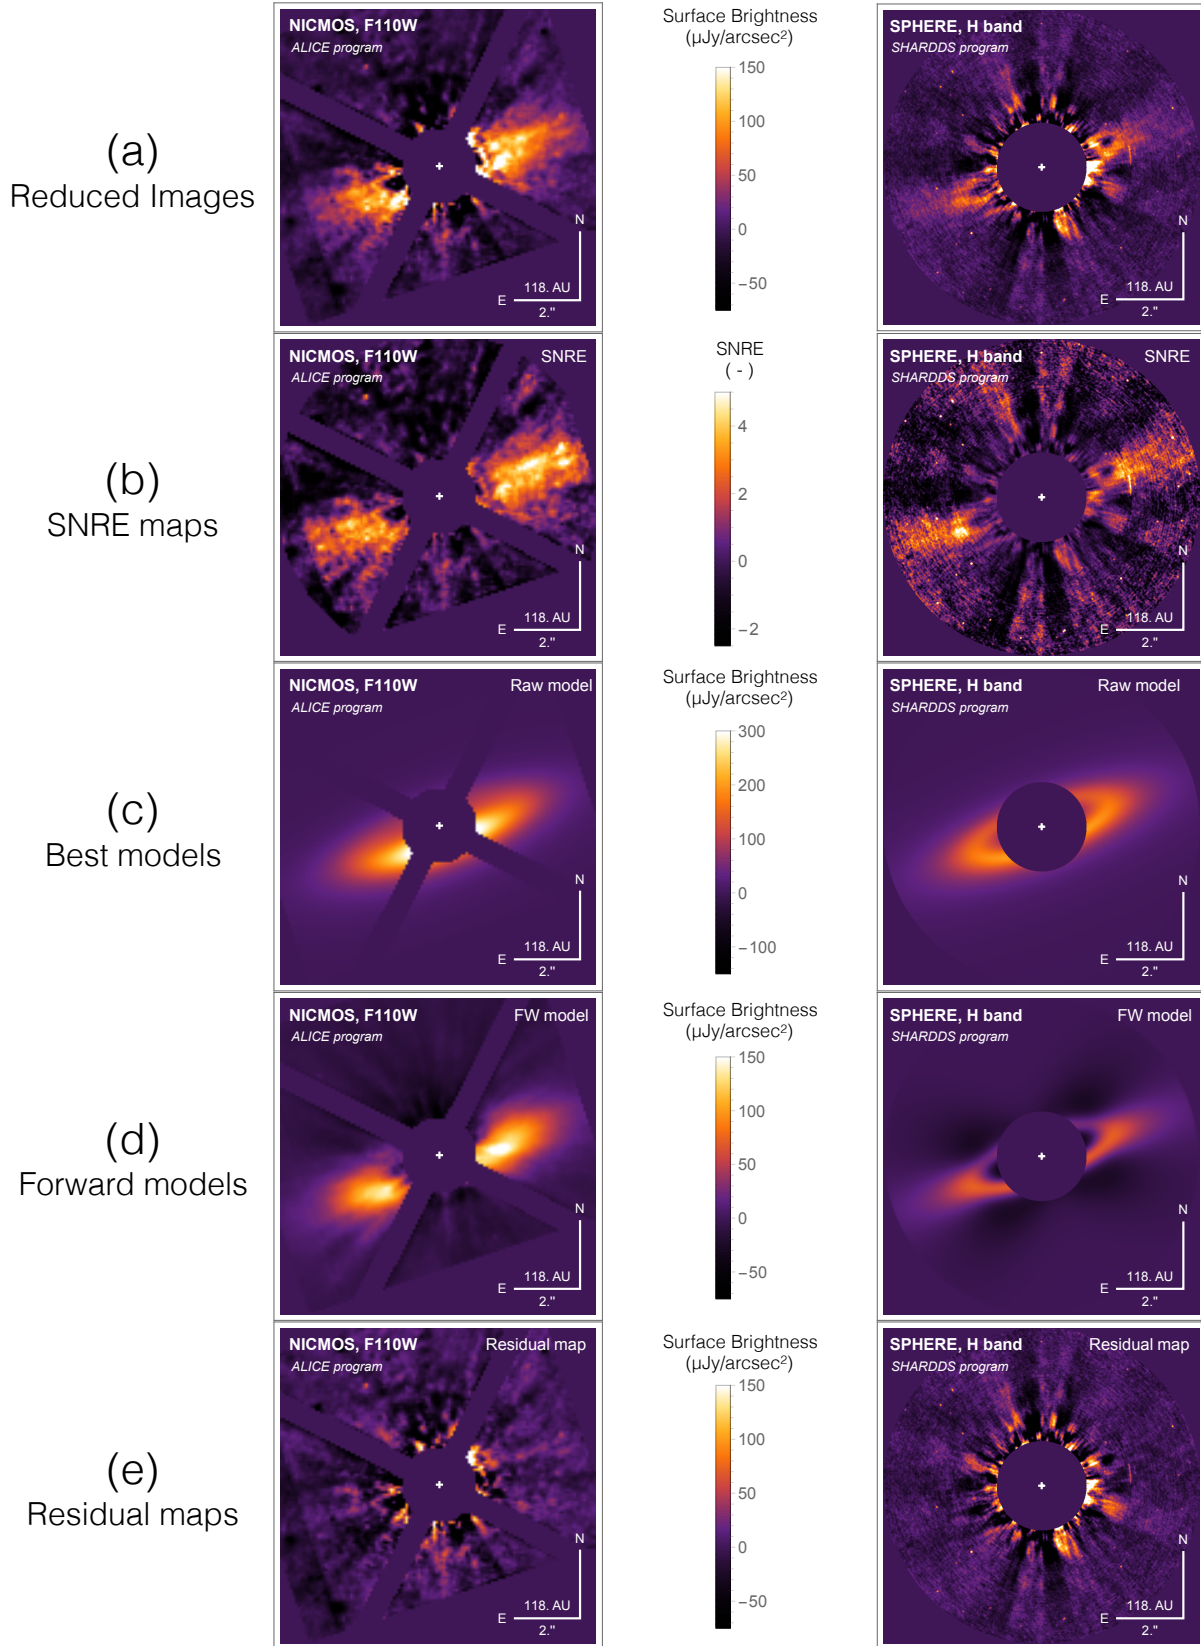 (a)
Reduced Images
NICMOS, F110W
ALICE program
N
118. AU
E
2."
Surface Brightness
(µJy/arcsec²)
150
100
50
0
−50
SPHERE, H band
SHARDDS program
N
118. AU
E
2."
(b)
SNRE maps
NICMOS, F110W
SNRE
ALICE program
N
118. AU
E
2."
SNRE
( - )
4
2
0
−2
SPHERE, H band
SNRE
SHARDDS program
N
118. AU
E
2."
(c)
Best models
NICMOS, F110W
Raw model
ALICE program
N
118. AU
E
2."
Surface Brightness
(µJy/arcsec²)
300
200
100
0
−100
SPHERE, H band
Raw model
SHARDDS program
N
118. AU
E
2."
(d)
Forward models
NICMOS, F110W
FW model
ALICE program
N
118. AU
E
2."
Surface Brightness
(µJy/arcsec²)
150
100
50
0
−50
SPHERE, H band
FW model
SHARDDS program
N
118. AU
E
2."
(e)
Residual maps
NICMOS, F110W
Residual map
ALICE program
N
118. AU
E
2."
Surface Brightness
(µJy/arcsec²)
150
100
50
0
−50
SPHERE, H band
Residual map
SHARDDS program
N
118. AU
E
2."